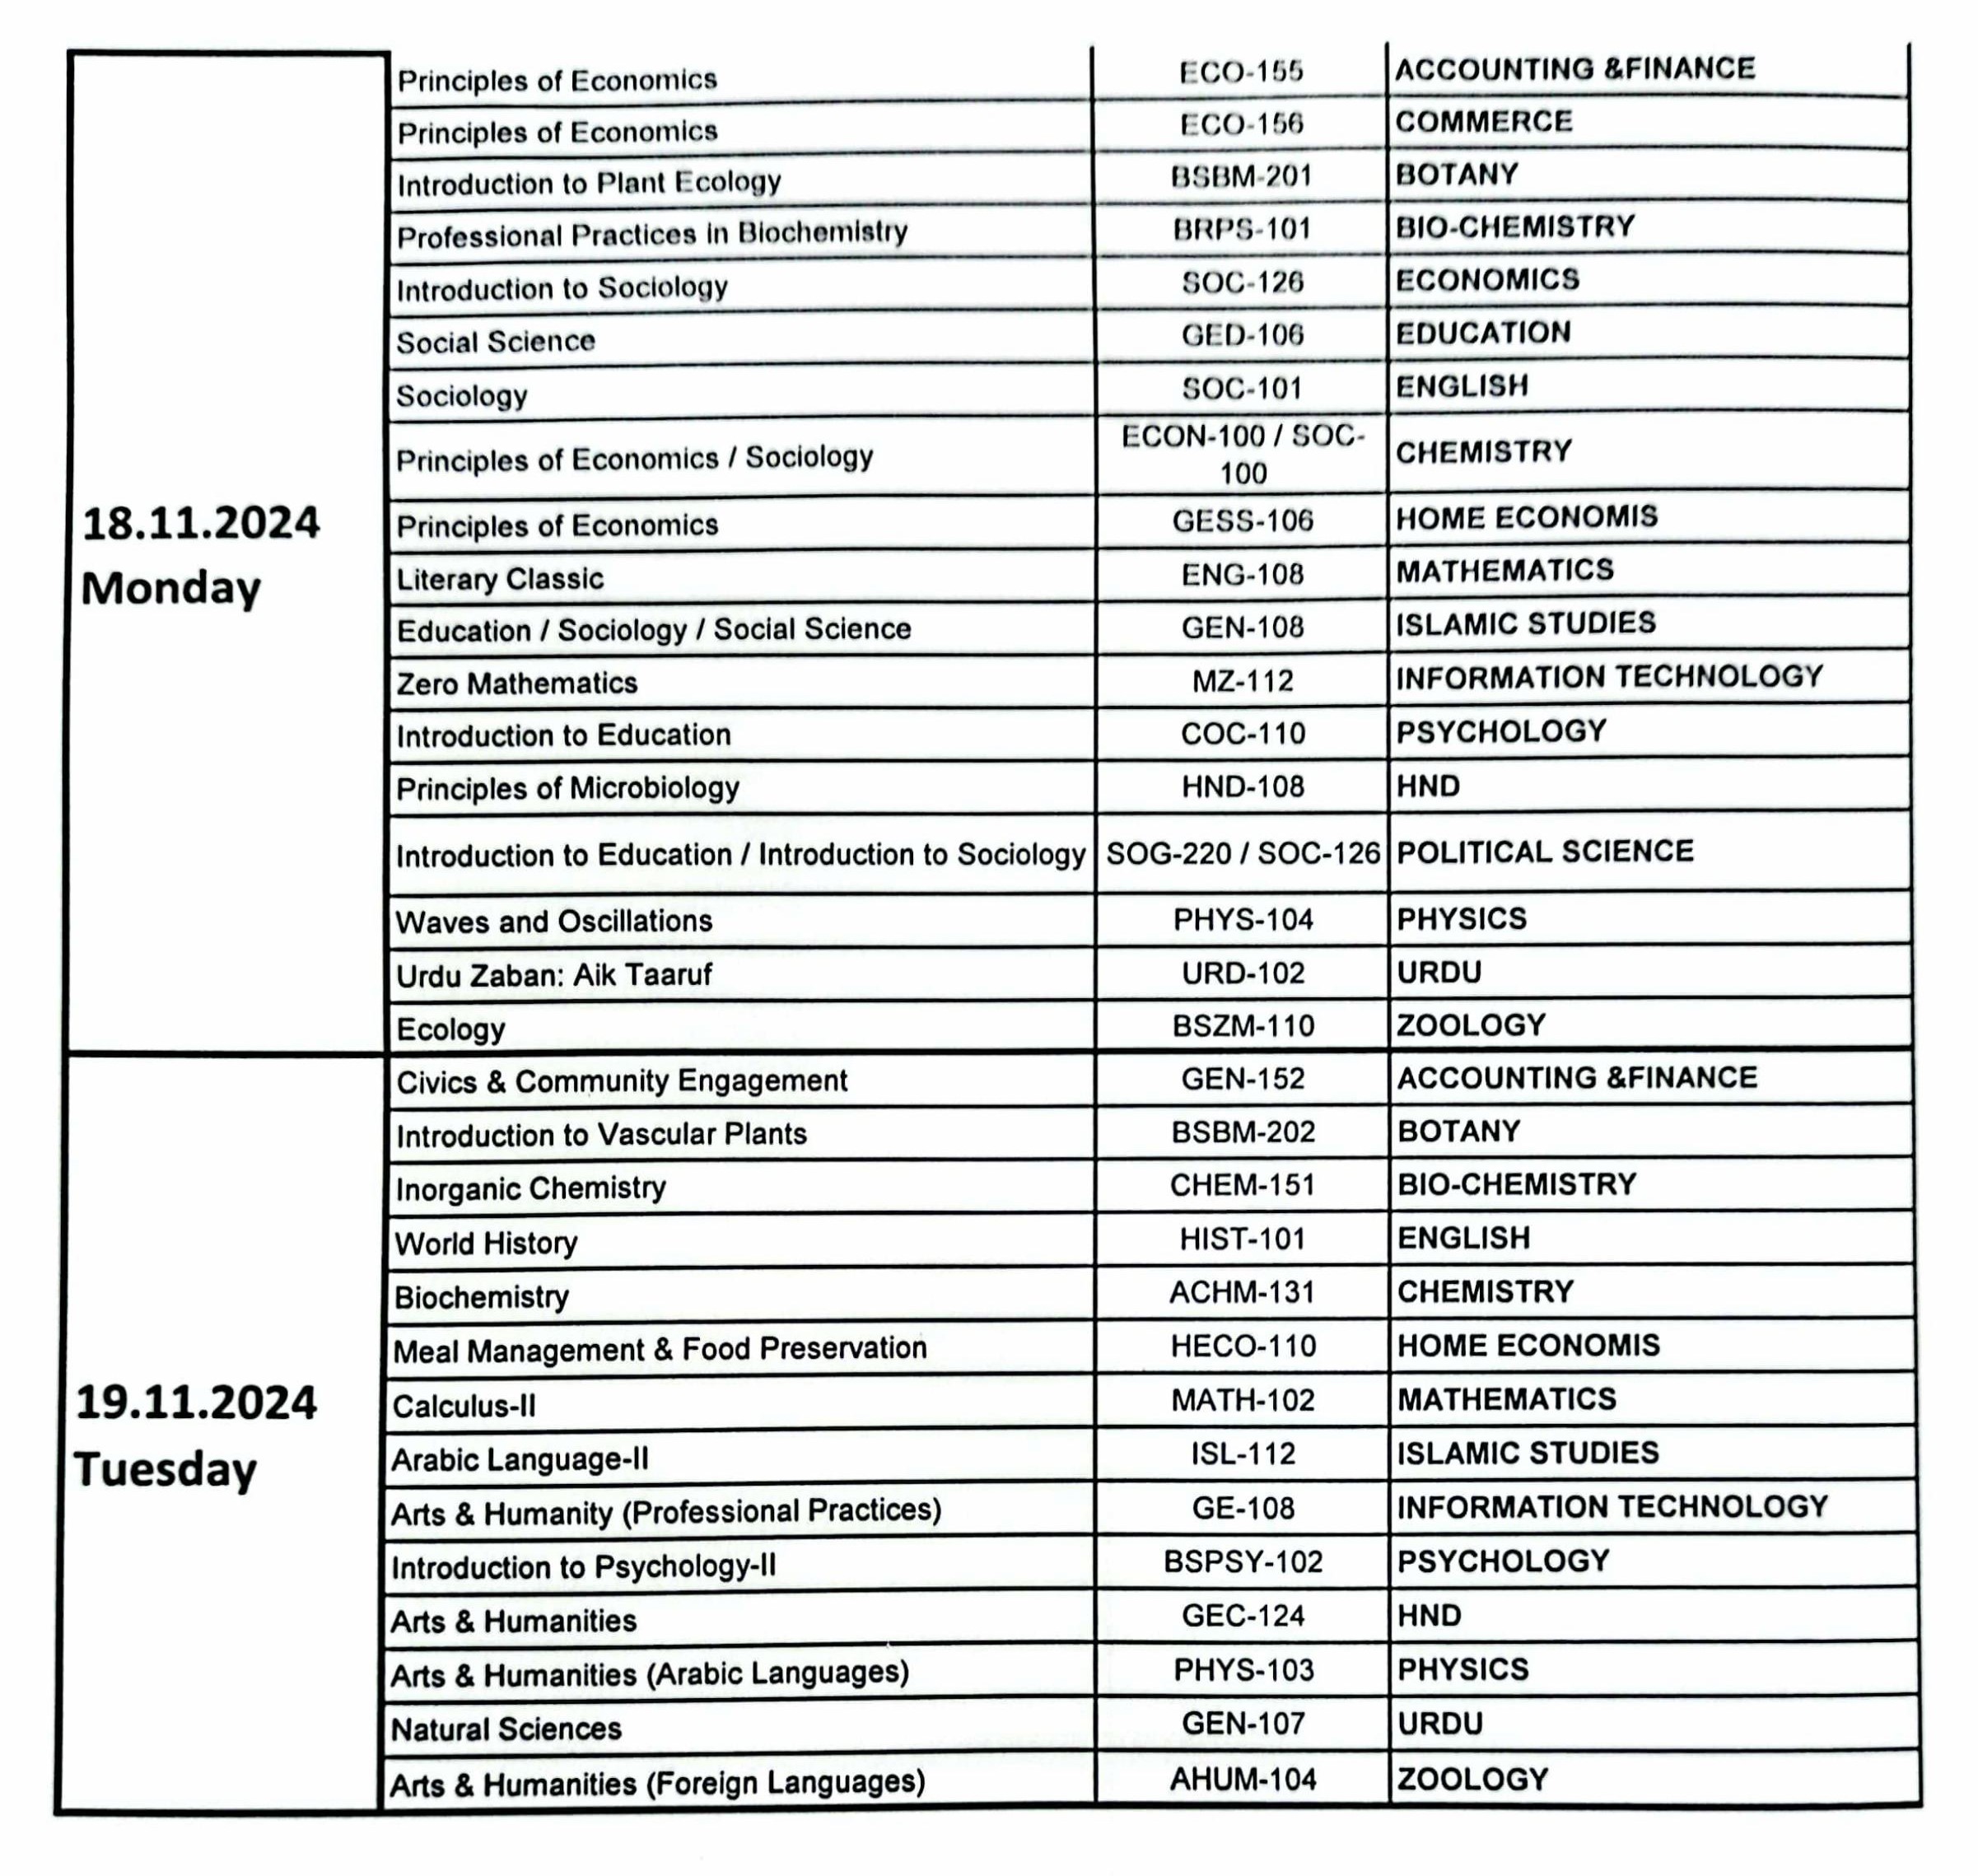 18.11.2024
Monday
Principles of Economics ECO-155 ACCOUNTING &FINANCE
Principles of Economics ECO-156 COMMERCE
Introduction to Plant Ecology BSBM-201 BOTANY
Professional Practices in Biochemistry BRPS-101 BIO-CHEMISTRY
Introduction to Sociology SOC-126 ECONOMICS
Social Science GED-106 EDUCATION
Sociology SOC-101 ENGLISH
Principles of Economics / Sociology ECON-100 / SOC-
100 CHEMISTRY
Principles of Economics GESS-106 HOME ECONOMIS
Literary Classic ENG-108 MATHEMATICS
Education / Sociology / Social Science GEN-108 ISLAMIC STUDIES
Zero Mathematics MZ-112 INFORMATION TECHNOLOGY
Introduction to Education COC-110 PSYCHOLOGY
Principles of Microbiology HND-108 HND
Introduction to Education / Introduction to Sociology SOG-220 / SOC-126 POLITICAL SCIENCE
Waves and Oscillations PHYS-104 PHYSICS
Urdu Zaban: Aik Taaruf URD-102 URDU
Ecology BSZM-110 ZOOLOGY
19.11.2024
Tuesday
Civics & Community Engagement GEN-152 ACCOUNTING &FINANCE
Introduction to Vascular Plants BSBM-202 BOTANY
Inorganic Chemistry CHEM-151 BIO-CHEMISTRY
World History HIST-101 ENGLISH
Biochemistry ACHM-131 CHEMISTRY
Meal Management & Food Preservation HECO-110 HOME ECONOMIS
Calculus-II MATH-102 MATHEMATICS
Arabic Language-II ISL-112 ISLAMIC STUDIES
Arts & Humanity (Professional Practices) GE-108 INFORMATION TECHNOLOGY
Introduction to Psychology-II BSPSY-102 PSYCHOLOGY
Arts & Humanities GEC-124 HND
Arts & Humanities (Arabic Languages) PHYS-103 PHYSICS
Natural Sciences GEN-107 URDU
Arts & Humanities (Foreign Languages) AHUM-104 ZOOLOGY